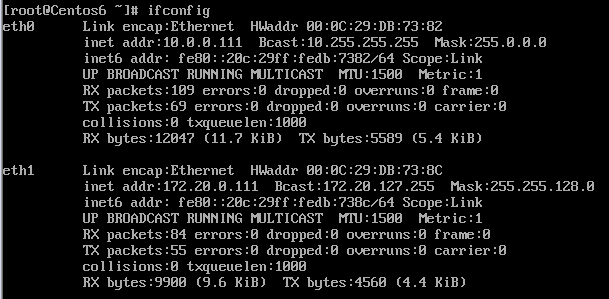 [root@Centos6 ~]# ifconfig
eth0      Link encap:Ethernet  HWaddr 00:0C:29:DB:73:82
          inet addr:10.0.0.111  Bcast:10.255.255.255  Mask:255.0.0.0
          inet6 addr: fe80::20c:29ff:fedb:7382/64 Scope:Link
          UP BROADCAST RUNNING MULTICAST  MTU:1500  Metric:1
          RX packets:109 errors:0 dropped:0 overruns:0 frame:0
          TX packets:69 errors:0 dropped:0 overruns:0 carrier:0
          collisions:0 txqueuelen:1000
          RX bytes:12047 (11.7 KiB)  TX bytes:5589 (5.4 KiB)
eth1      Link encap:Ethernet  HWaddr 00:0C:29:DB:73:8C
          inet addr:172.20.0.111  Bcast:172.20.127.255  Mask:255.255.128.0
          inet6 addr: fe80::20c:29ff:fedb:738c/64 Scope:Link
          UP BROADCAST RUNNING MULTICAST  MTU:1500  Metric:1
          RX packets:84 errors:0 dropped:0 overruns:0 frame:0
          TX packets:55 errors:0 dropped:0 overruns:0 carrier:0
          collisions:0 txqueuelen:1000
          RX bytes:9900 (9.6 KiB)  TX bytes:4560 (4.4 KiB)